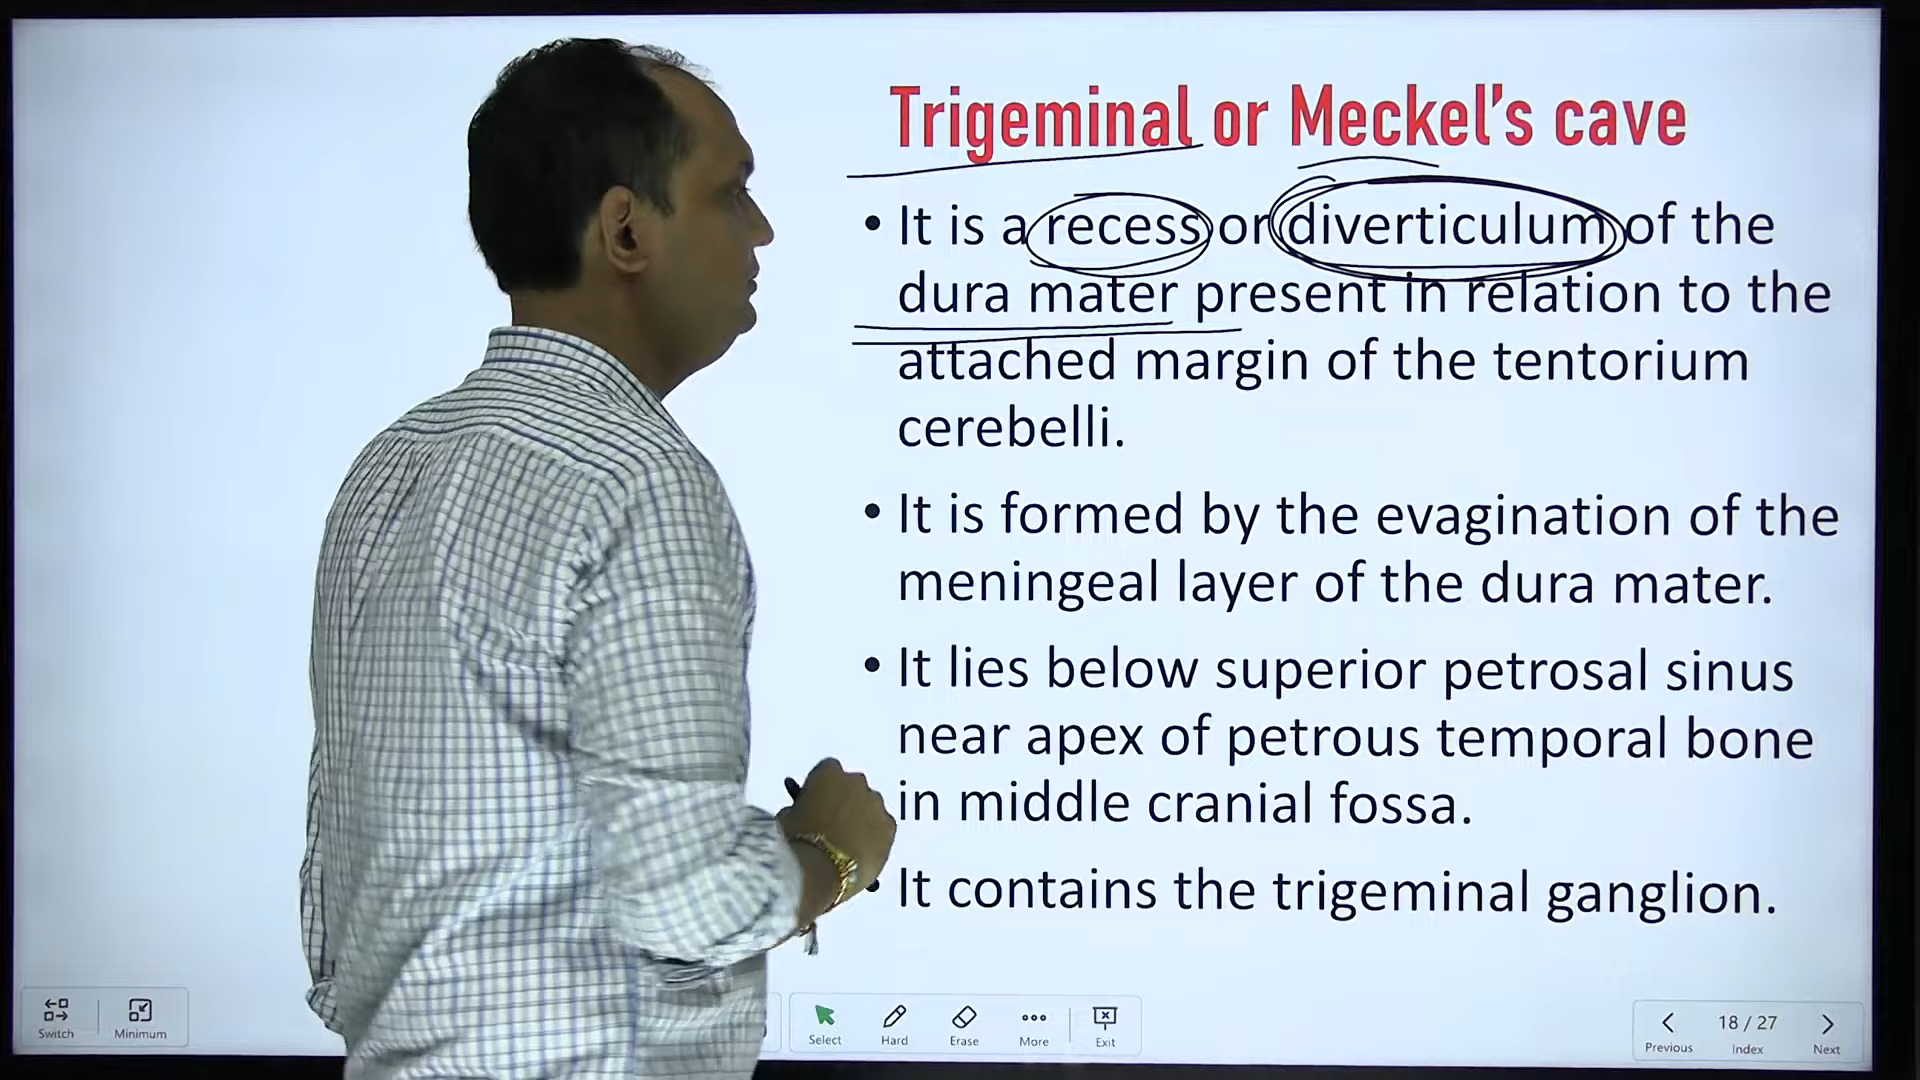 Trigeminal or Meckel's cave
• It is a recess or diverticulum of the
dura mater present in relation to the
attached margin of the tentorium
cerebelli.
• It is formed by the evagination of the
meningeal layer of the dura mater.
• It lies below superior petrosal sinus
near apex of petrous temporal bone
in middle cranial fossa.
• It contains the trigeminal ganglion.
Switch
Minimum
Select
Hard
Erase
More
Exit
18 / 27
Previous
Index
Next